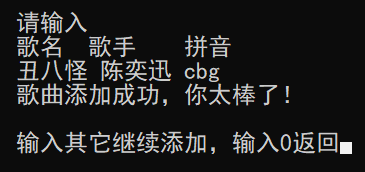 请输入
歌名 歌手 拼音
丑八怪 陈奕迅 cbg
歌曲添加成功，你太棒了！
输入其它继续添加，输入0返回